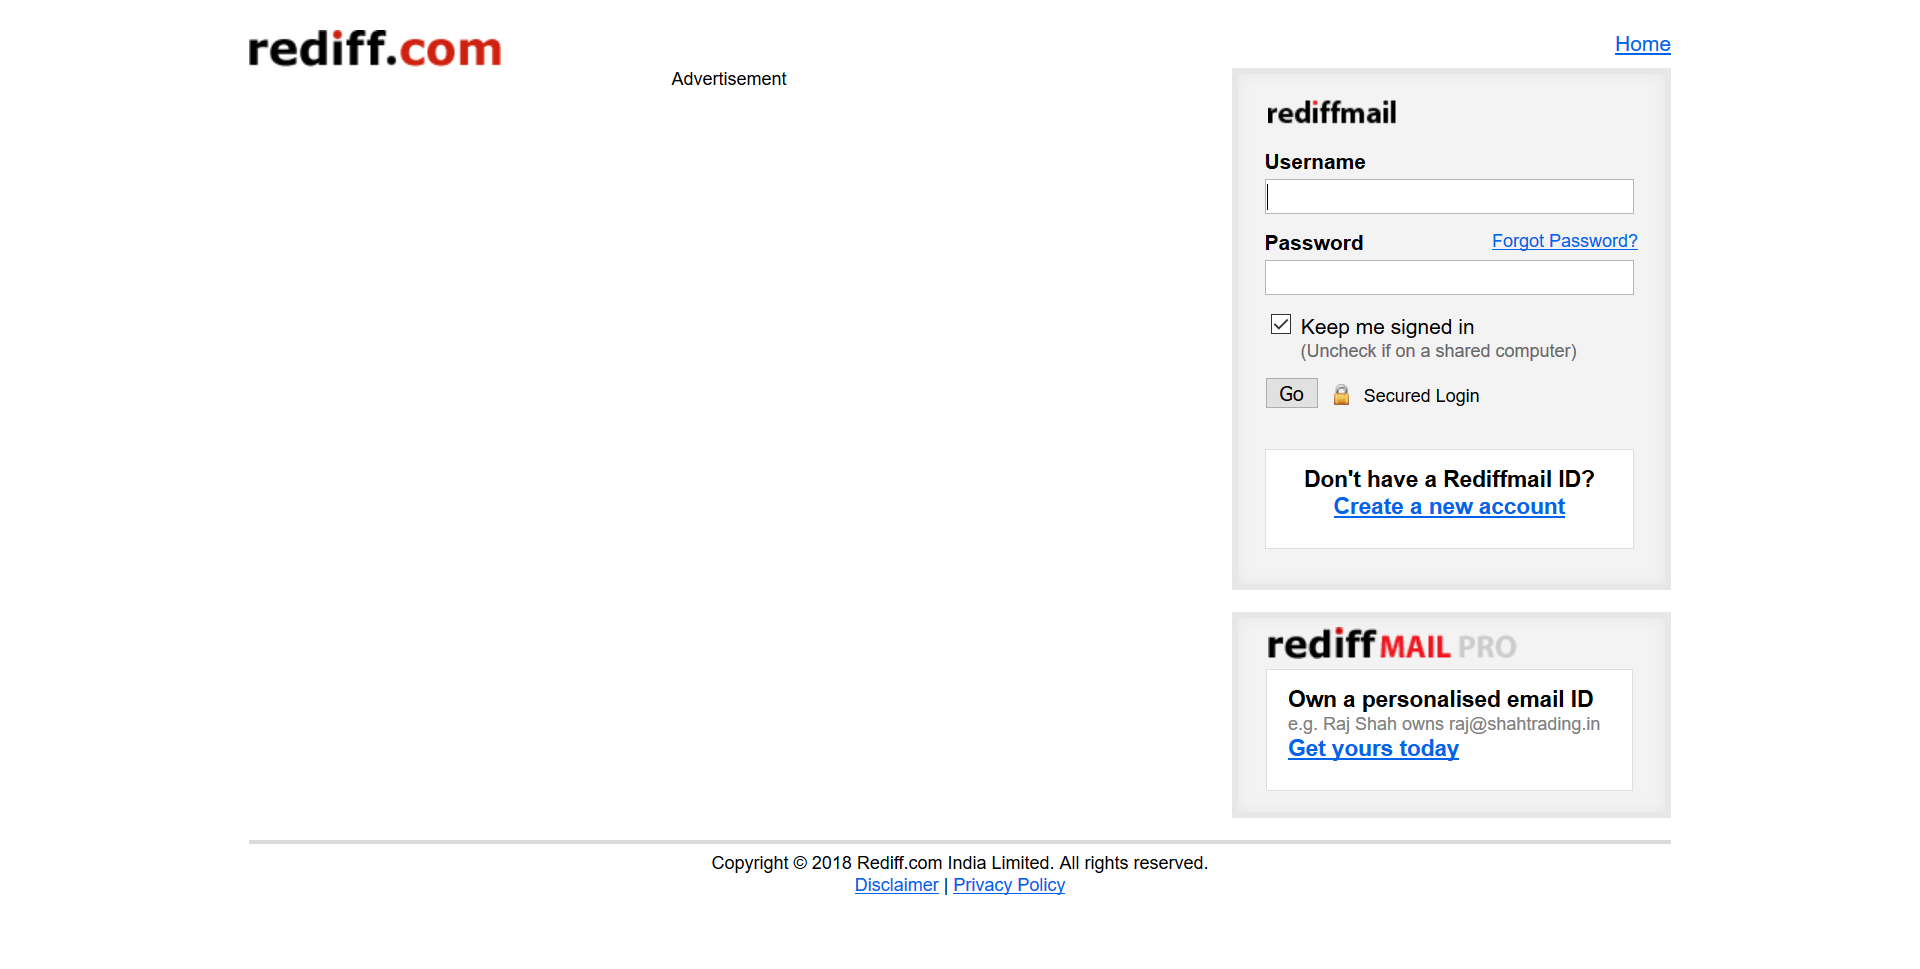 rediff.com
Home
Advertisement
rediffmail
Username
Password
Forgot Password?
Keep me signed in
(Uncheck if on a shared computer)
Go
Secured Login
Don't have a Rediffmail ID?
Create a new account
rediff MAIL PRO
Own a personalised email ID
e.g. Raj Shah owns raj@shahtrading.in
Get yours today
Copyright © 2018 Rediff.com India Limited. All rights reserved.
Disclaimer | Privacy Policy